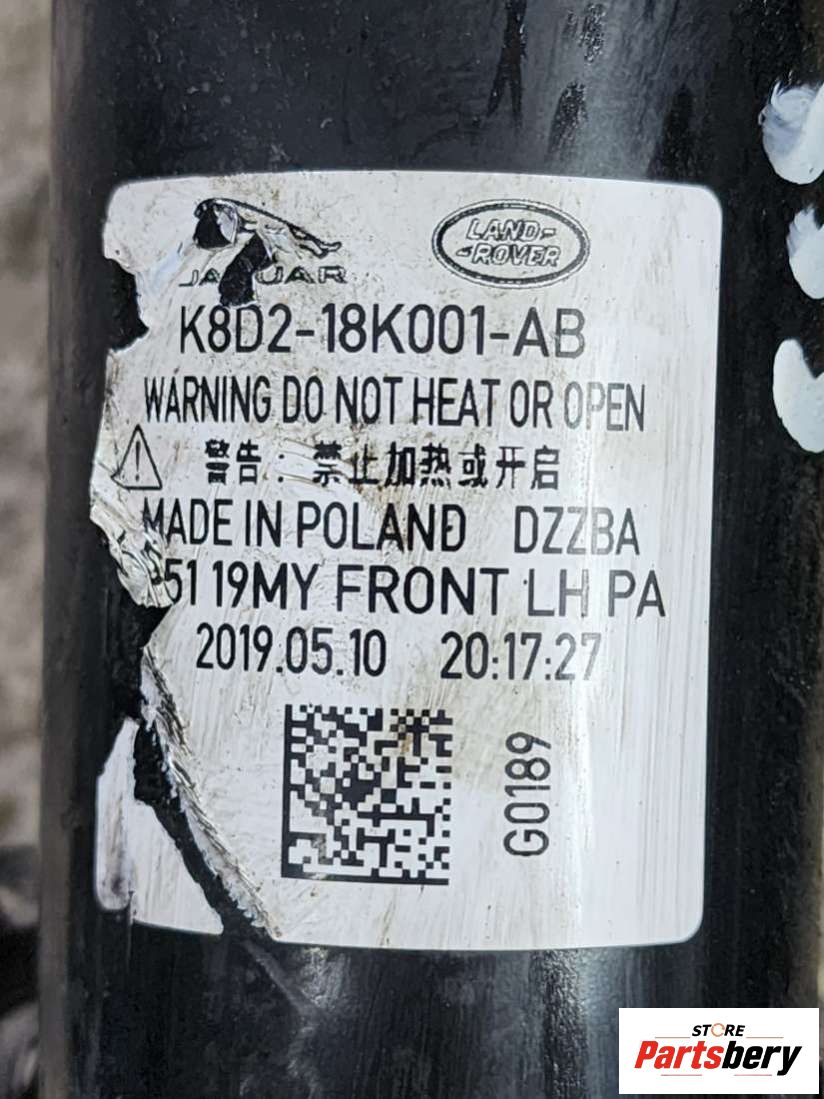 LAND-
-ROVER
K8D2-18K001-AB
WARNING DO NOT HEAT OR OPEN
警告：禁止加热或开启
MADE IN POLAND DZZBA
51 19MY FRONT LH PA
2019.05.10 20:17:27
G0189
STORE
Partsbery